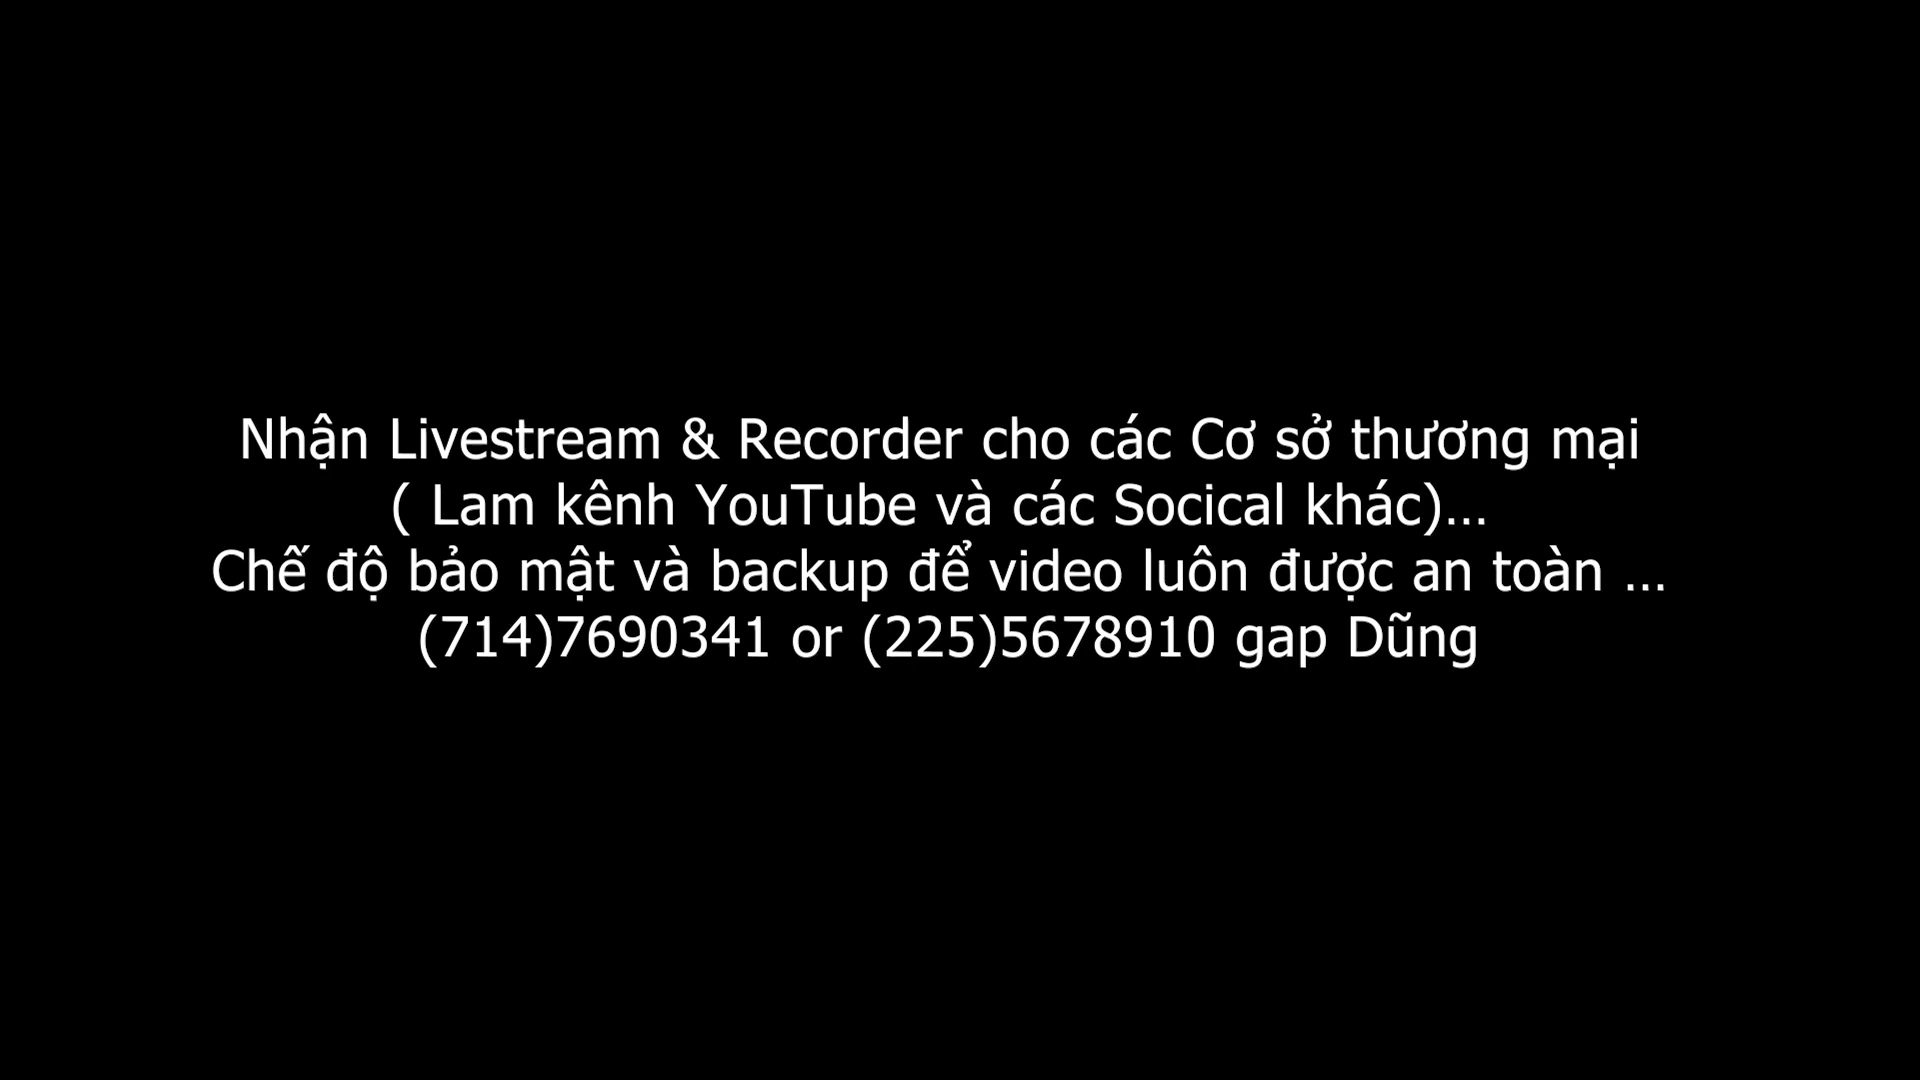 Nhận Livestream & Recorder cho các Cơ sở thương mại
( Lam kênh YouTube và các Socical khác)...
Chế độ bảo mật và backup để video luôn được an toàn ...
(714)7690341 or (225)5678910 gap Dũng